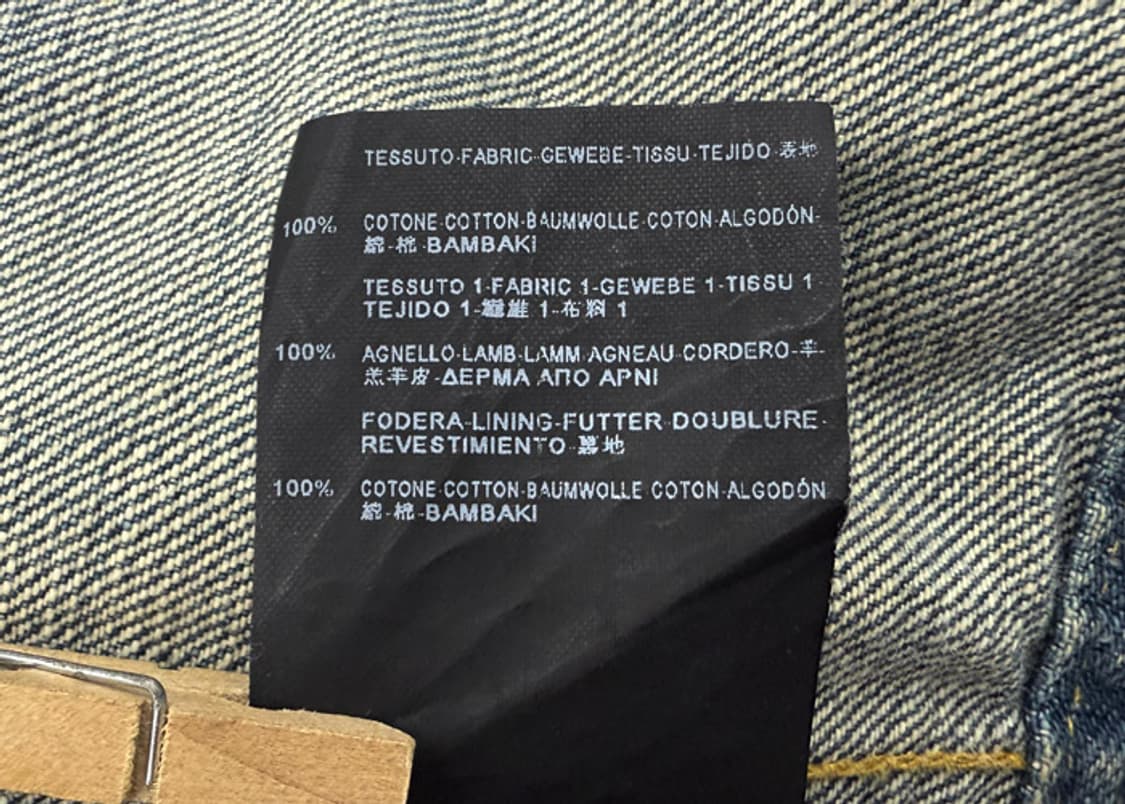 TESSUTO-FABRIC-GEWEBE-TISSU-TEJIDO-表地
100% COTONE-COTTON-BAUMWOLLE-COTON-ALGODÓN-
綿-棉-BAMBAKI
TESSUTO 1-FABRIC 1-GEWEBE 1-TISSU 1-
TEJIDO 1-纖維 1-布料 1
100% AGNELLO-LAMB-LAMM-AGNEAU-CORDERO-羊-
羔羊皮-ΔΕΡΜΑ ΑΠΟ ΑΡΝΙ
FODERA-LINING-FUTTER-DOUBLURE-
REVESTIMIENTO-裏地
100% COTONE-COTTON-BAUMWOLLE-COTON-ALGODÓN
綿-棉-BAMBAKI